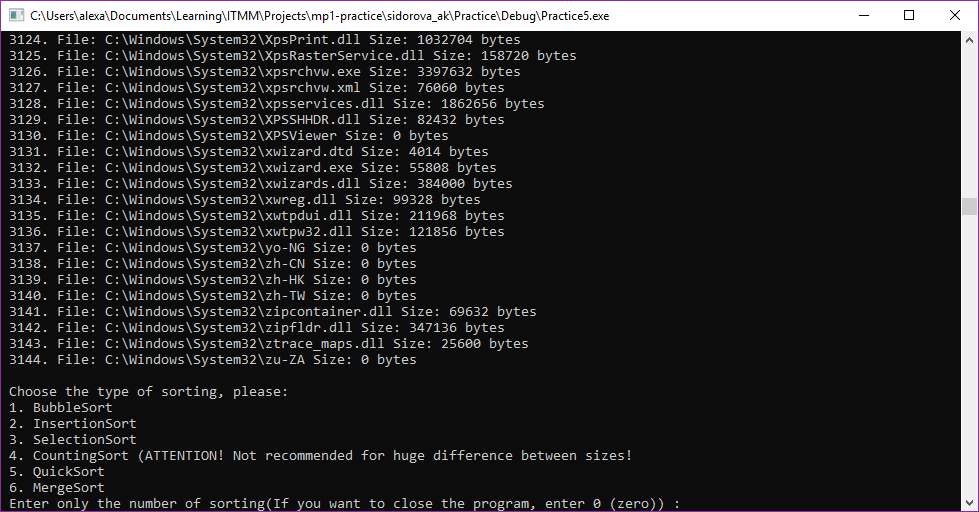 C:\Users\alexa\Documents\Learning\ITMM\Projects\mp1-practice\sidorova_ak\Practice\Debug\Practice5.exe
3124. File: C:\Windows\System32\XpsPrint.dll Size: 1032704 bytes
3125. File: C:\Windows\System32\XpsRasterService.dll Size: 158720 bytes
3126. File: C:\Windows\System32\xpsrchvw.exe Size: 3397632 bytes
3127. File: C:\Windows\System32\xpsrchvw.xml Size: 76060 bytes
3128. File: C:\Windows\System32\xpsservices.dll Size: 1862656 bytes
3129. File: C:\Windows\System32\XPSSHHDR.dll Size: 82432 bytes
3130. File: C:\Windows\System32\XPSViewer Size: 0 bytes
3131. File: C:\Windows\System32\xwizard.dtd Size: 4014 bytes
3132. File: C:\Windows\System32\xwizard.exe Size: 55808 bytes
3133. File: C:\Windows\System32\xwizards.dll Size: 384000 bytes
3134. File: C:\Windows\System32\xwreg.dll Size: 99328 bytes
3135. File: C:\Windows\System32\xwtpdui.dll Size: 211968 bytes
3136. File: C:\Windows\System32\xwtpw32.dll Size: 121856 bytes
3137. File: C:\Windows\System32\yo-NG Size: 0 bytes
3138. File: C:\Windows\System32\zh-CN Size: 0 bytes
3139. File: C:\Windows\System32\zh-HK Size: 0 bytes
3140. File: C:\Windows\System32\zh-TW Size: 0 bytes
3141. File: C:\Windows\System32\zipcontainer.dll Size: 69632 bytes
3142. File: C:\Windows\System32\zipfldr.dll Size: 347136 bytes
3143. File: C:\Windows\System32\ztrace_maps.dll Size: 25600 bytes
3144. File: C:\Windows\System32\zu-ZA Size: 0 bytes
Choose the type of sorting, please:
1. BubbleSort
2. InsertionSort
3. SelectionSort
4. CountingSort (ATTENTION! Not recommended for huge difference between sizes!
5. QuickSort
6. MergeSort
Enter only the number of sorting(If you want to close the program, enter 0 (zero)) :